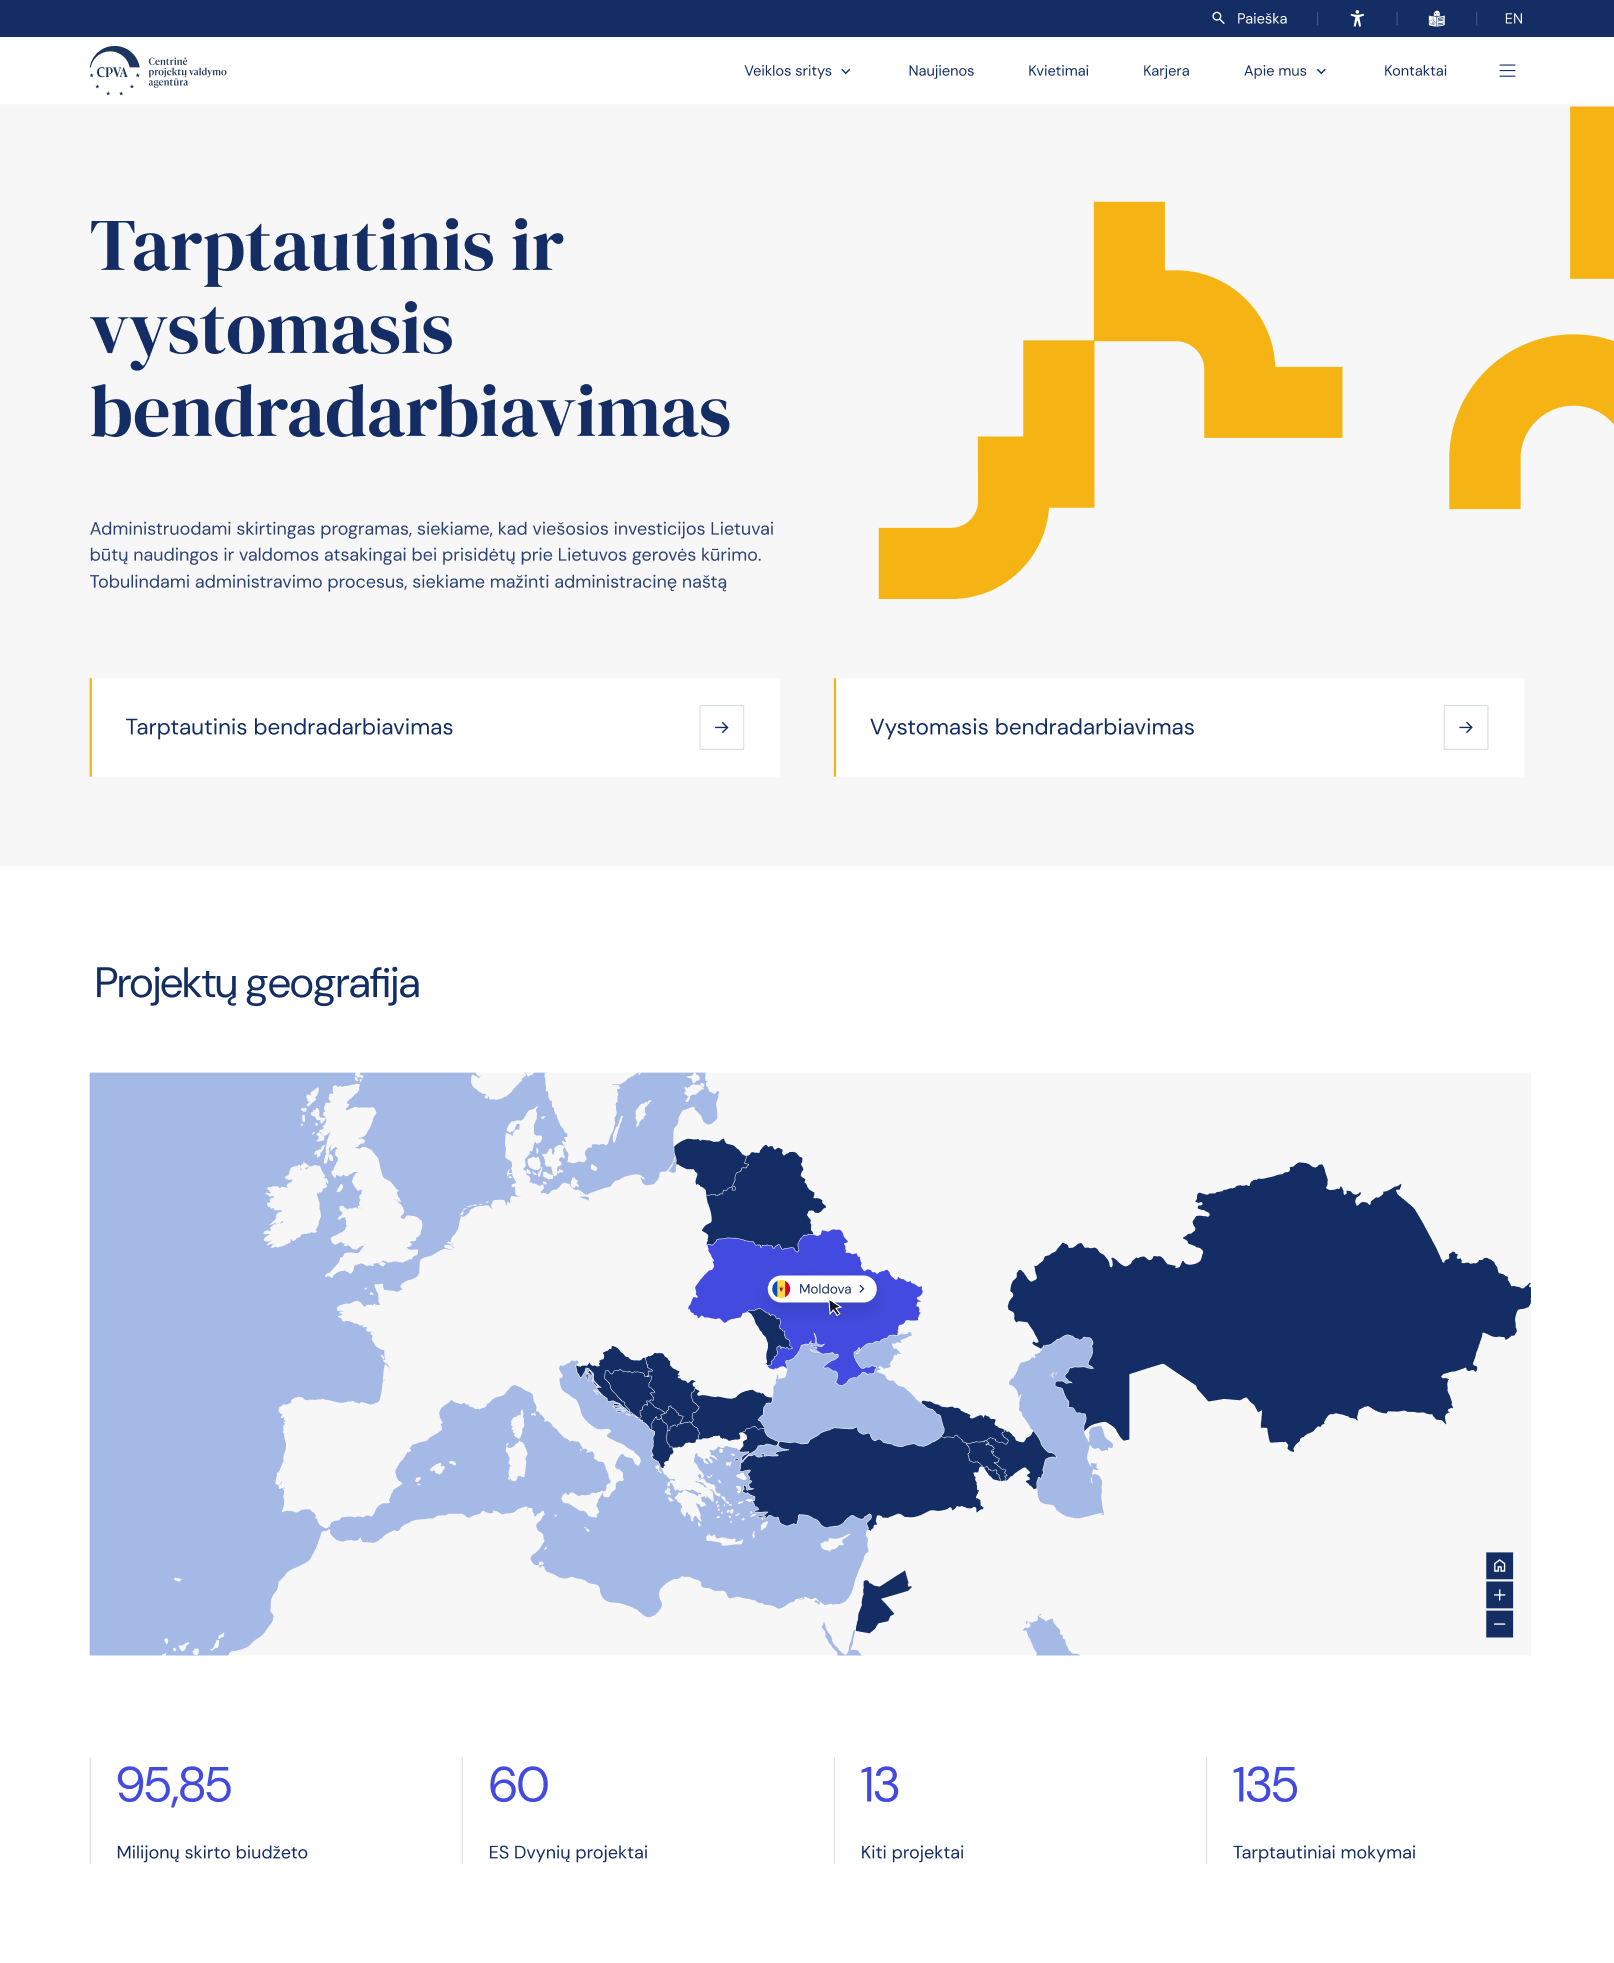 Paieška
EN
CPVA
Centrinė
projektų valdymo
agentūra
Veiklos sritys
Naujienos
Kvietimai
Karjera
Apie mus
Kontaktai
Tarptautinis ir
vystomasis
bendradarbiavimas
Administruodami skirtingas programas, siekiame, kad viešosios investicijos Lietuvai
būtų naudingos ir valdomos atsakingai bei prisidėtų prie Lietuvos gerovės kūrimo.
Tobulindami administravimo procesus, siekiame mažinti administracinę naštą
Tarptautinis bendradarbiavimas
Vystomasis bendradarbiavimas
Projektų geografija
Moldova
95,85
Milijonų skirto biudžeto
60
ES Dvynių projektai
13
Kiti projektai
135
Tarptautiniai mokymai